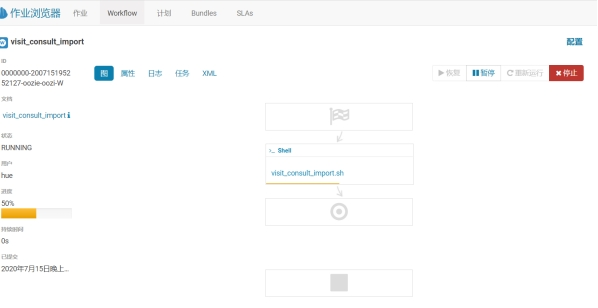 作业浏览器 作业 Workflow 计划 Bundles SLAs
visit_consult_import 配置
ID
0000000-2007151952
52127-oozie-oozi-W
图 属性 日志 任务 XML
恢复 暂停 重新运行 停止
文档
visit_consult_import
状态
RUNNING
用户
hue
进度
50%
持续时间
0s
已提交
2020年7月15日晚上...
Shell
visit_consult_import.sh